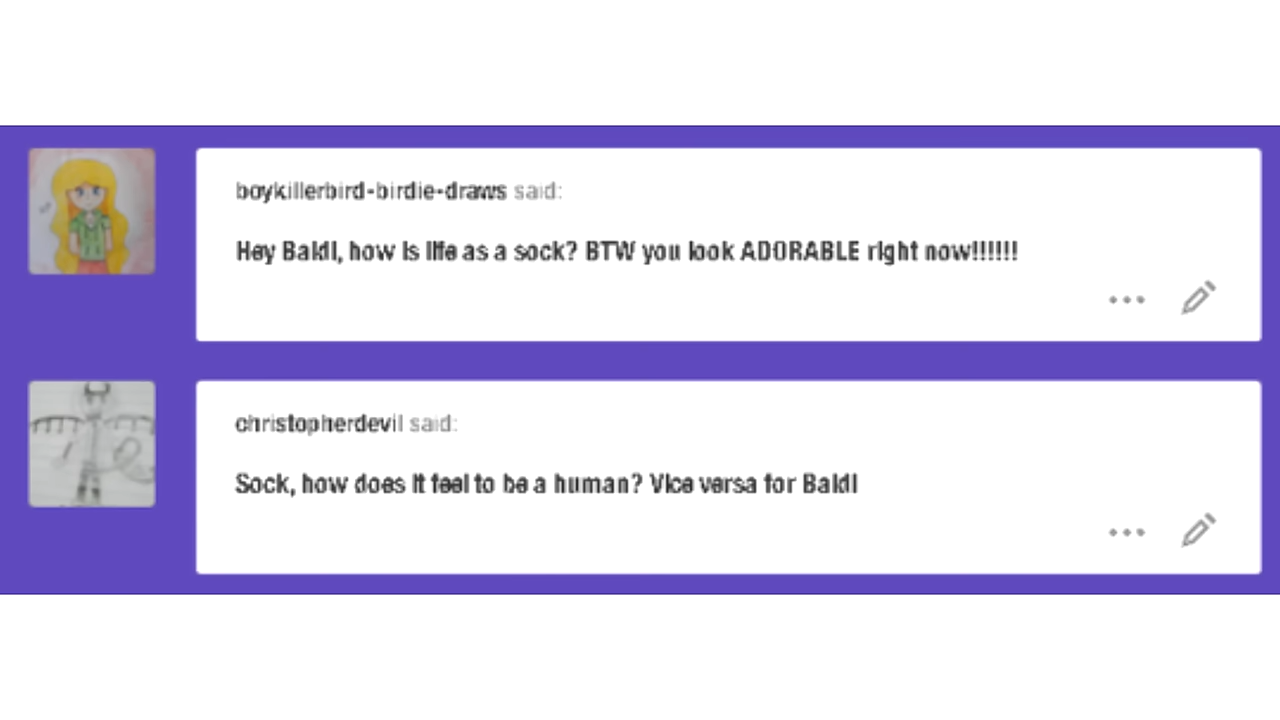 boykillerbird-birdie-draws said:
Hey Baldi, how is life as a sock? BTW you look ADORABLE right now!!!!!!
christopherdevil said:
Sock, how does it feel to be a human? Vice versa for Baldi